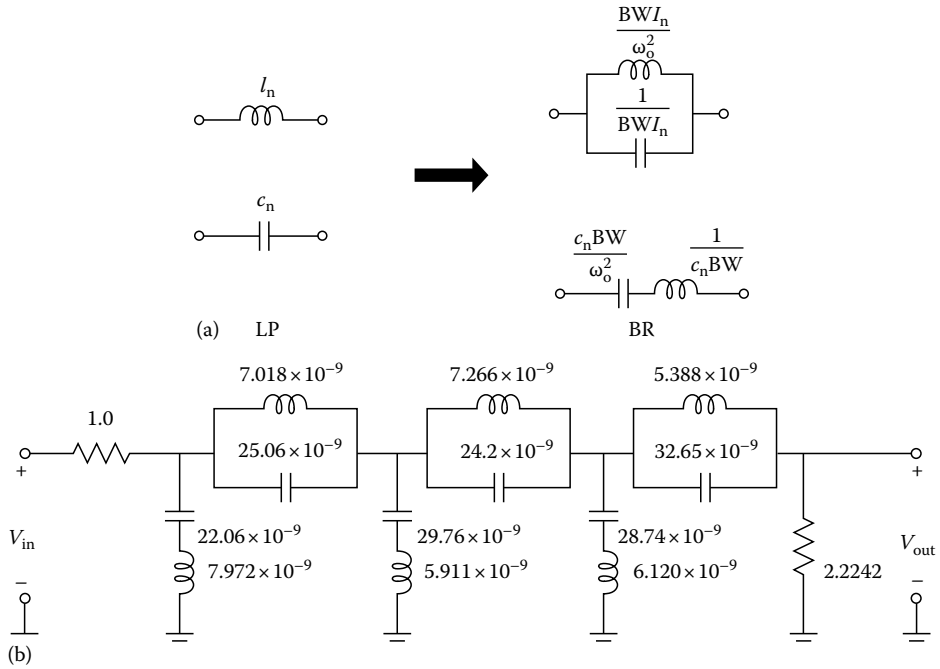 lₙ
cₙ
(a) LP
BWIₙ
ωₒ²
1
BWIₙ
cₙBW
ωₒ²
1
cₙBW
BR
7.018 × 10⁻⁹
7.266 × 10⁻⁹
5.388 × 10⁻⁹
1.0
25.06 × 10⁻⁹
24.2 × 10⁻⁹
32.65 × 10⁻⁹
+
+
Vin
22.06 × 10⁻⁹
29.76 × 10⁻⁹
28.74 × 10⁻⁹
Vout
7.972 × 10⁻⁹
5.911 × 10⁻⁹
6.120 × 10⁻⁹
2.2242
−
−
(b)